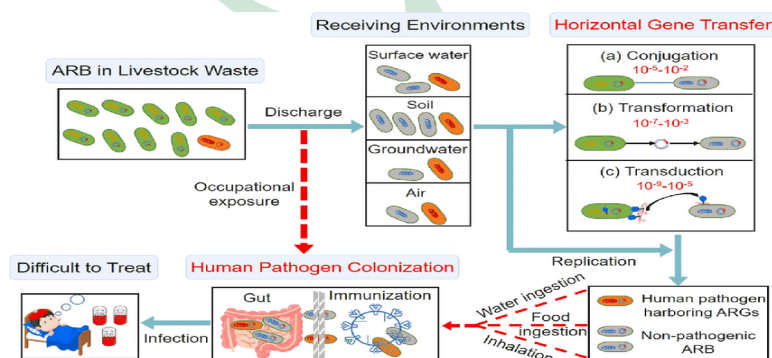 Receiving Environments
Horizontal Gene Transfer
ARB in Livestock Waste
Discharge
Occupational
exposure
Surface water
Soil
Groundwater
Air
(a) Conjugation
10-5-10-2
(b) Transformation
10-7-10-3
(c) Transduction
10-9-10-5
Replication
Difficult to Treat
Human Pathogen Colonization
Gut
Immunization
Infection
Water ingestion
Food
ingestion
Inhalation
Human pathogen
harboring ARGs
Non-pathogenic
ARB